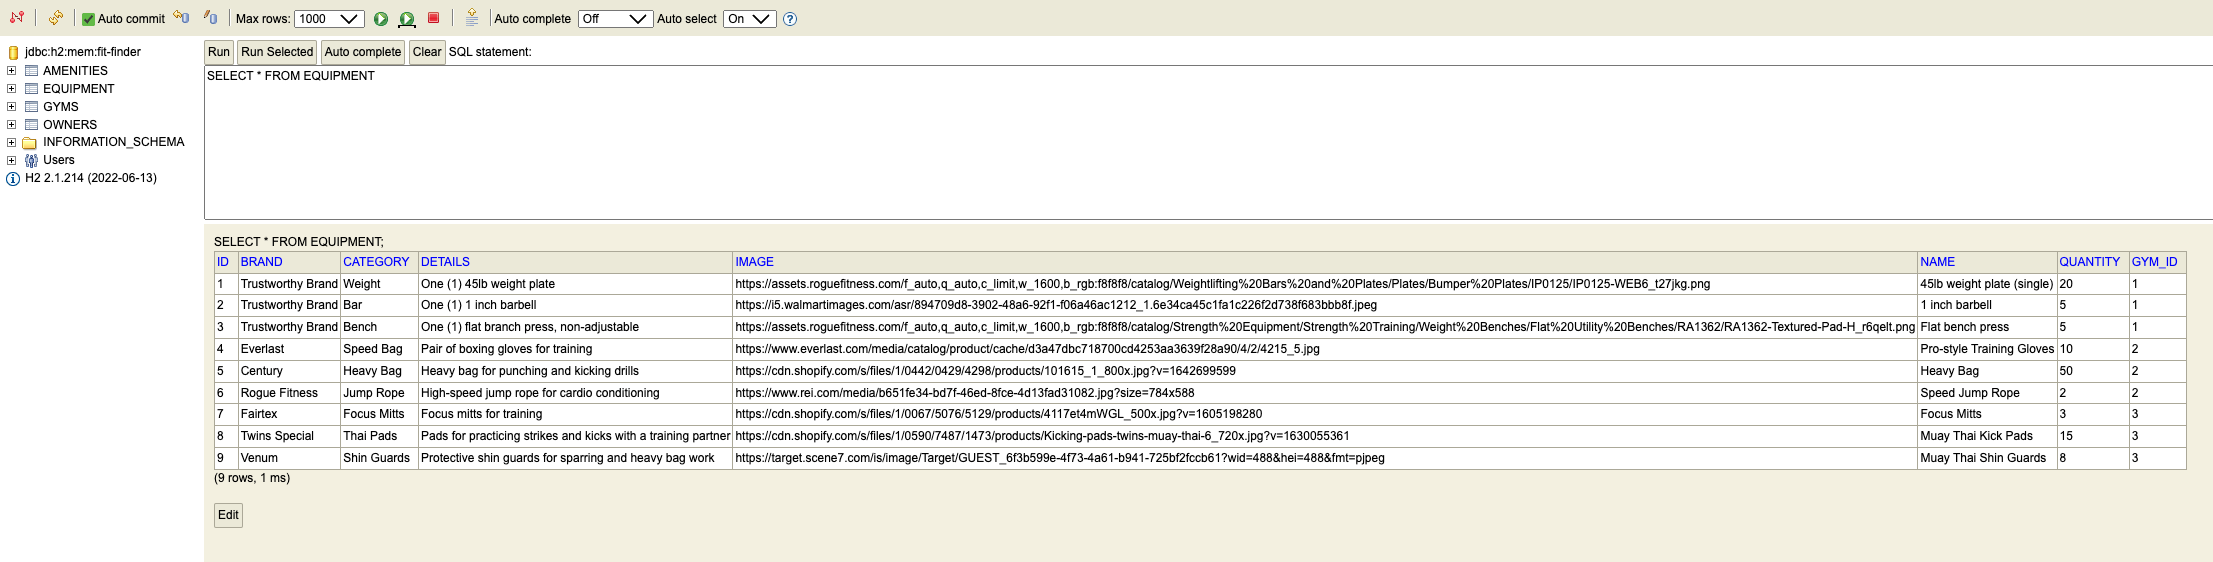 Auto commit Max rows: 1000 Auto complete Off Auto select On ?
jdbc:h2:mem:fit-finder
AMENITIES
EQUIPMENT
GYMS
OWNERS
INFORMATION_SCHEMA
Users
H2 2.1.214 (2022-06-13)
Run Run Selected Auto complete Clear SQL statement:
SELECT * FROM EQUIPMENT
SELECT * FROM EQUIPMENT;
ID BRAND CATEGORY DETAILS IMAGE NAME QUANTITY GYM_ID
1 Trustworthy Brand Weight One (1) 45lb weight plate https://assets.roguefitness.com/f_auto,q_auto,c_limit,w_1600,b_rgb:f8f8f8/catalog/Weightlifting%20Bars%20and%20Plates/Plates/Bumper%20Plates/IP0125/IP0125-WEB6_t27jkg.png 45lb weight plate (single) 20 1
2 Trustworthy Brand Bar One (1) 1 inch barbell https://i5.walmartimages.com/asr/894709d8-3902-48a6-92f1-f06a46ac1212_1.6e34ca45c1fa1c226f2d738f683bbb8f.jpeg 1 inch barbell 5 1
3 Trustworthy Brand Bench One (1) flat branch press, non-adjustable https://assets.roguefitness.com/f_auto,q_auto,c_limit,w_1600,b_rgb:f8f8f8/catalog/Strength%20Equipment/Strength%20Training/Weight%20Benches/Flat%20Utility%20Benches/RA1362/RA1362-Textured-Pad-H_r6qelt.png Flat bench press 5 1
4 Everlast Speed Bag Pair of boxing gloves for training https://www.everlast.com/media/catalog/product/cache/d3a47dbc718700cd4253aa3639f28a90/4/2/4215_5.jpg Pro-style Training Gloves 10 2
5 Century Heavy Bag Heavy bag for punching and kicking drills https://cdn.shopify.com/s/files/1/0442/0429/4298/products/101615_1_800x.jpg?v=1642699599 Heavy Bag 50 2
6 Rogue Fitness Jump Rope High-speed jump rope for cardio conditioning https://www.rei.com/media/b651fe34-bd7f-46ed-8fce-4d13fad31082.jpg?size=784x588 Speed Jump Rope 2 2
7 Fairtex Focus Mitts Focus mitts for training https://cdn.shopify.com/s/files/1/0067/5076/5129/products/4117et4mWGL_500x.jpg?v=1605198280 Focus Mitts 3 3
8 Twins Special Thai Pads Pads for practicing strikes and kicks with a training partner https://cdn.shopify.com/s/files/1/0590/7487/1473/products/Kicking-pads-twins-muay-thai-6_720x.jpg?v=1630055361 Muay Thai Kick Pads 15 3
9 Venum Shin Guards Protective shin guards for sparring and heavy bag work https://target.scene7.com/is/image/Target/GUEST_6f3b599e-4f73-4a61-b941-725bf2fccb61?wid=488&hei=488&fmt=pjpeg Muay Thai Shin Guards 8 3
(9 rows, 1 ms)
Edit